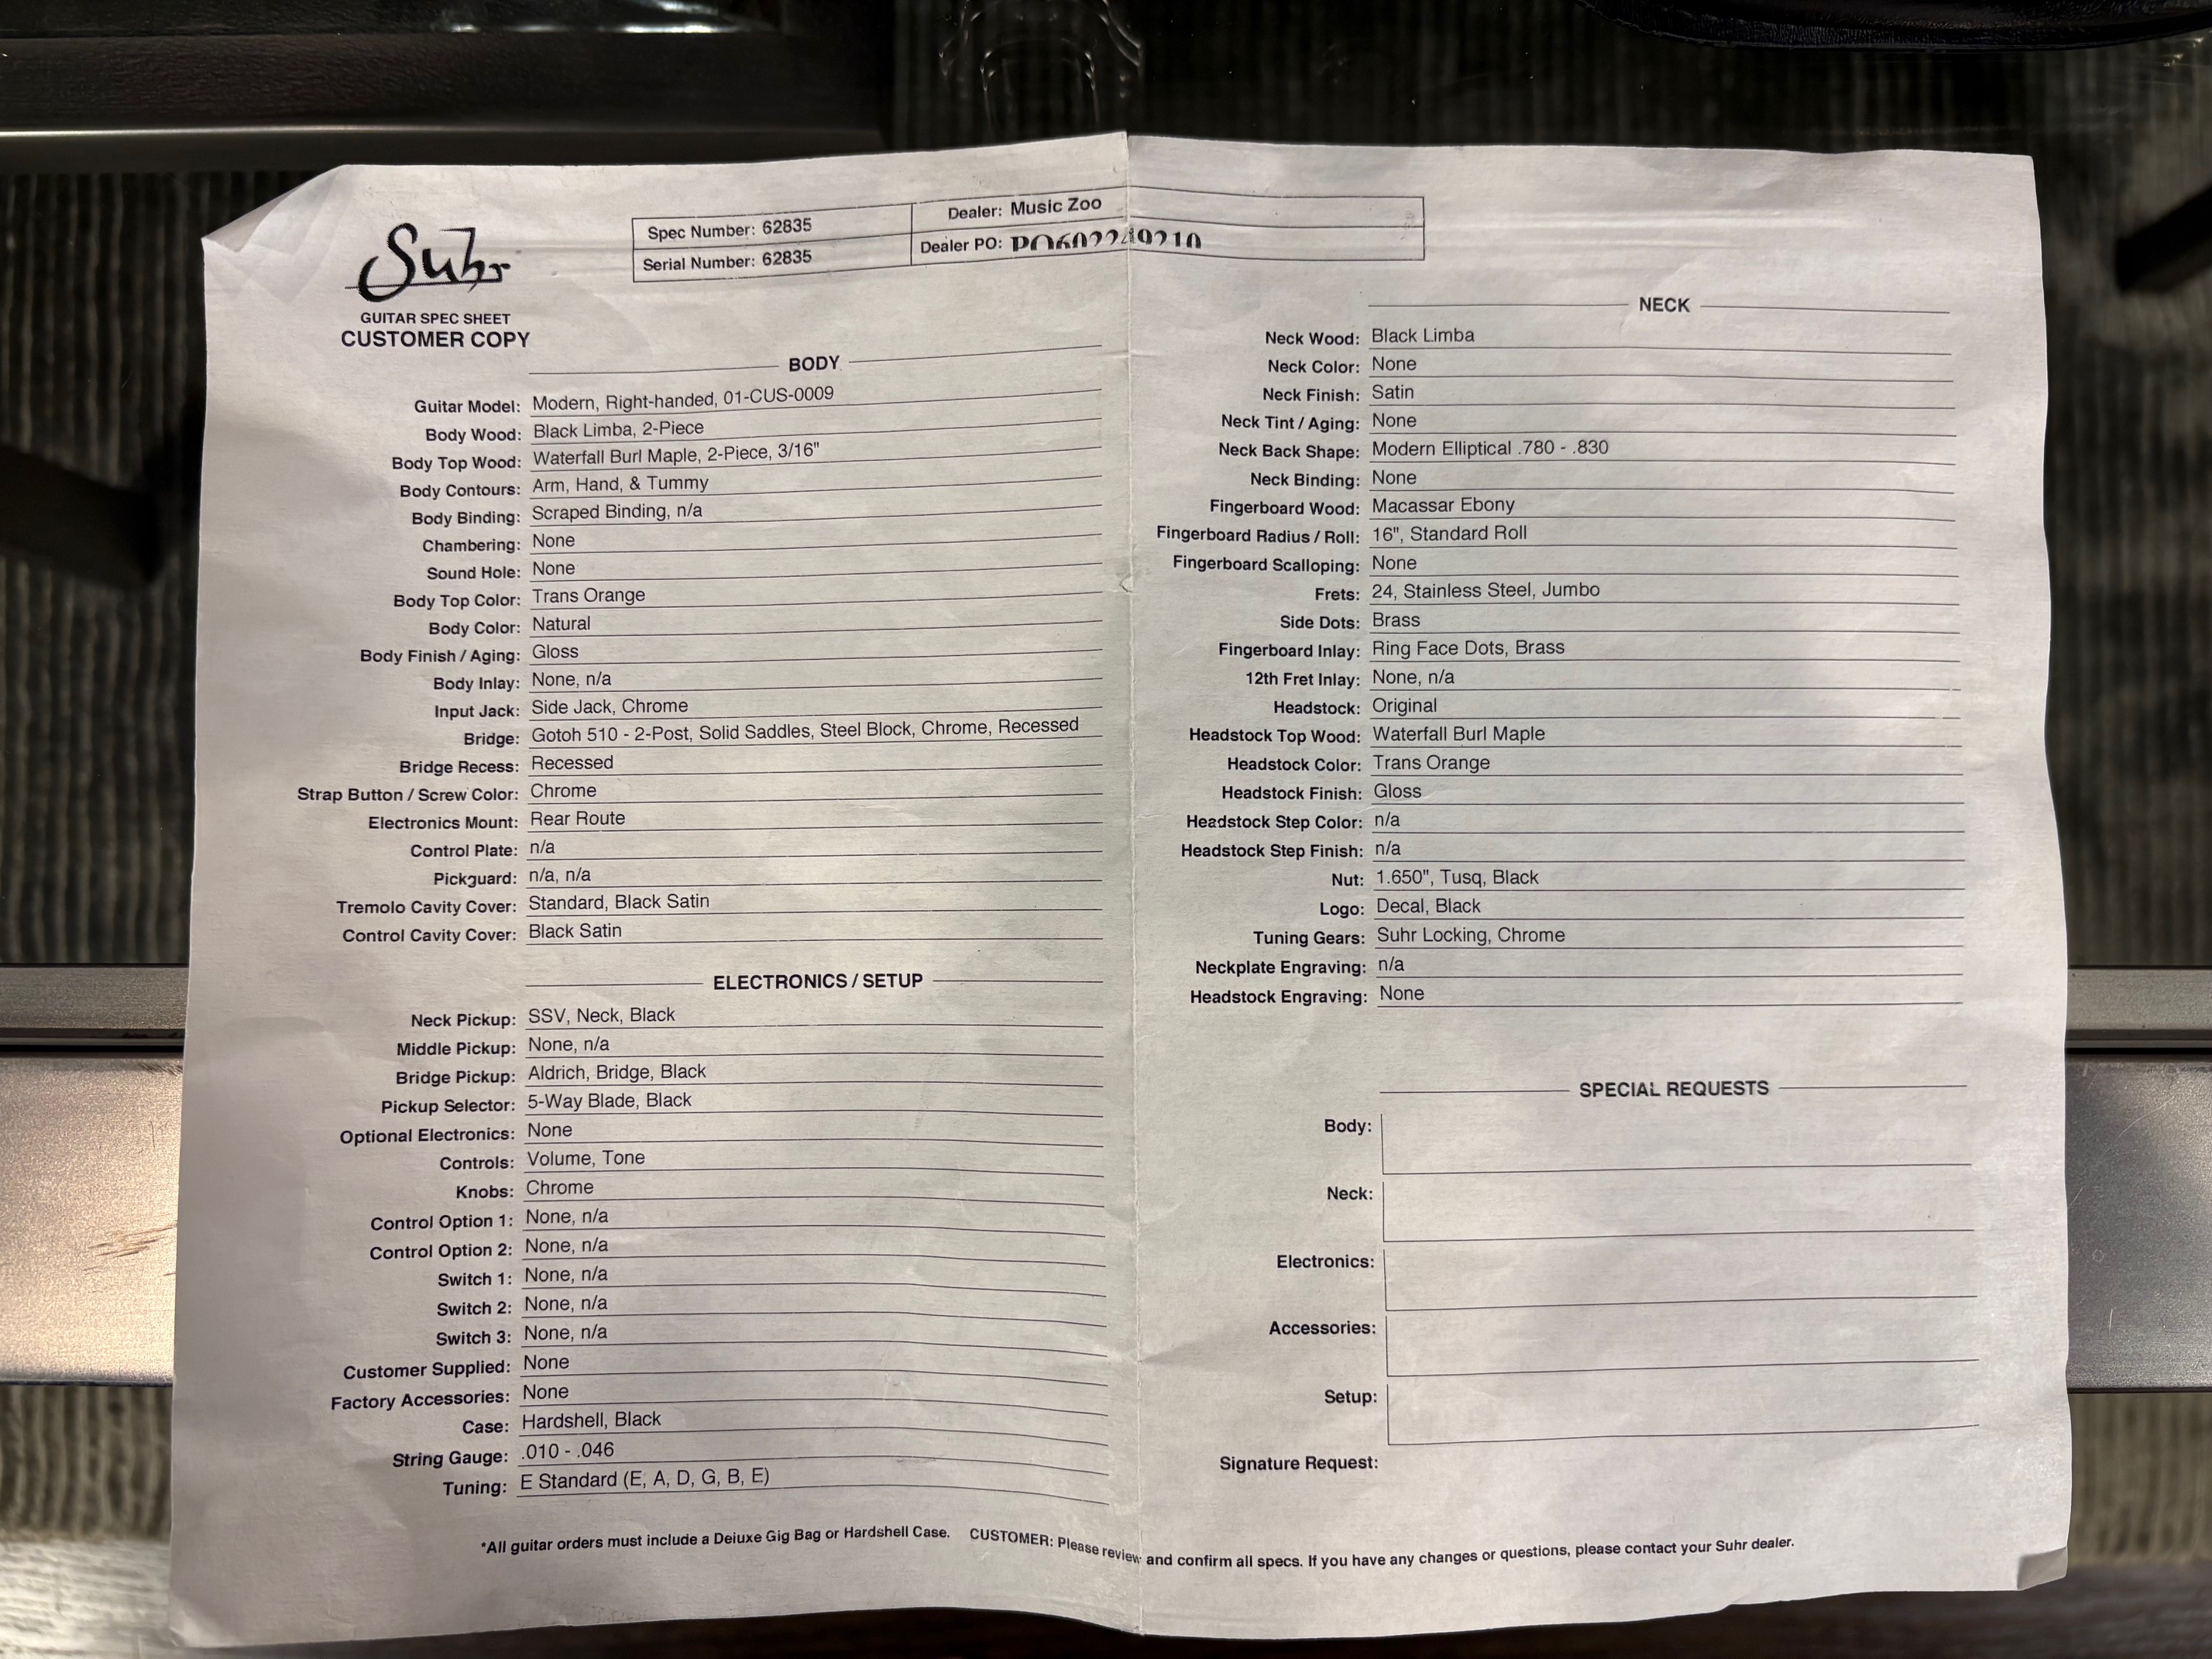 Suhr
GUITAR SPEC SHEET
CUSTOMER COPY
Spec Number: 62835
Serial Number: 62835
Dealer: Music Zoo
Dealer PO:
BODY
Guitar Model: Modern, Right-handed, 01-CUS-0009
Body Wood: Black Limba, 2-Piece
Body Top Wood: Waterfall Burl Maple, 2-Piece, 3/16"
Body Contours: Arm, Hand, & Tummy
Body Binding: Scraped Binding, n/a
Chambering: None
Sound Hole: None
Body Top Color: Trans Orange
Body Color: Natural
Body Finish / Aging: Gloss
Body Inlay: None, n/a
Input Jack: Side Jack, Chrome
Bridge: Gotoh 510 - 2-Post, Solid Saddles, Steel Block, Chrome, Recessed
Bridge Recess: Recessed
Strap Button / Screw Color: Chrome
Electronics Mount: Rear Route
Control Plate: n/a
Pickguard: n/a, n/a
Tremolo Cavity Cover: Standard, Black Satin
Control Cavity Cover: Black Satin
ELECTRONICS / SETUP
Neck Pickup: SSV, Neck, Black
Middle Pickup: None, n/a
Bridge Pickup: Aldrich, Bridge, Black
Pickup Selector: 5-Way Blade, Black
Optional Electronics: None
Controls: Volume, Tone
Knobs: Chrome
Control Option 1: None, n/a
Control Option 2: None, n/a
Switch 1: None, n/a
Switch 2: None, n/a
Switch 3: None, n/a
Customer Supplied: None
Factory Accessories: None
Case: Hardshell, Black
String Gauge: .010 - .046
Tuning: E Standard (E, A, D, G, B, E)
NECK
Neck Wood: Black Limba
Neck Color: None
Neck Finish: Satin
Neck Tint / Aging: None
Neck Back Shape: Modern Elliptical .780 - .830
Neck Binding: None
Fingerboard Wood: Macassar Ebony
Fingerboard Radius / Roll: 16", Standard Roll
Fingerboard Scalloping: None
Frets: 24, Stainless Steel, Jumbo
Side Dots: Brass
Fingerboard Inlay: Ring Face Dots, Brass
12th Fret Inlay: None, n/a
Headstock: Original
Headstock Top Wood: Waterfall Burl Maple
Headstock Color: Trans Orange
Headstock Finish: Gloss
Headstock Step Color: n/a
Headstock Step Finish: n/a
Nut: 1.650", Tusq, Black
Logo: Decal, Black
Tuning Gears: Suhr Locking, Chrome
Neckplate Engraving: n/a
Headstock Engraving: None
SPECIAL REQUESTS
Body:
Neck:
Electronics:
Accessories:
Setup:
Signature Request:
*All guitar orders must include a Deluxe Gig Bag or Hardshell Case. CUSTOMER: Please review and confirm all specs. If you have any changes or questions, please contact your Suhr dealer.